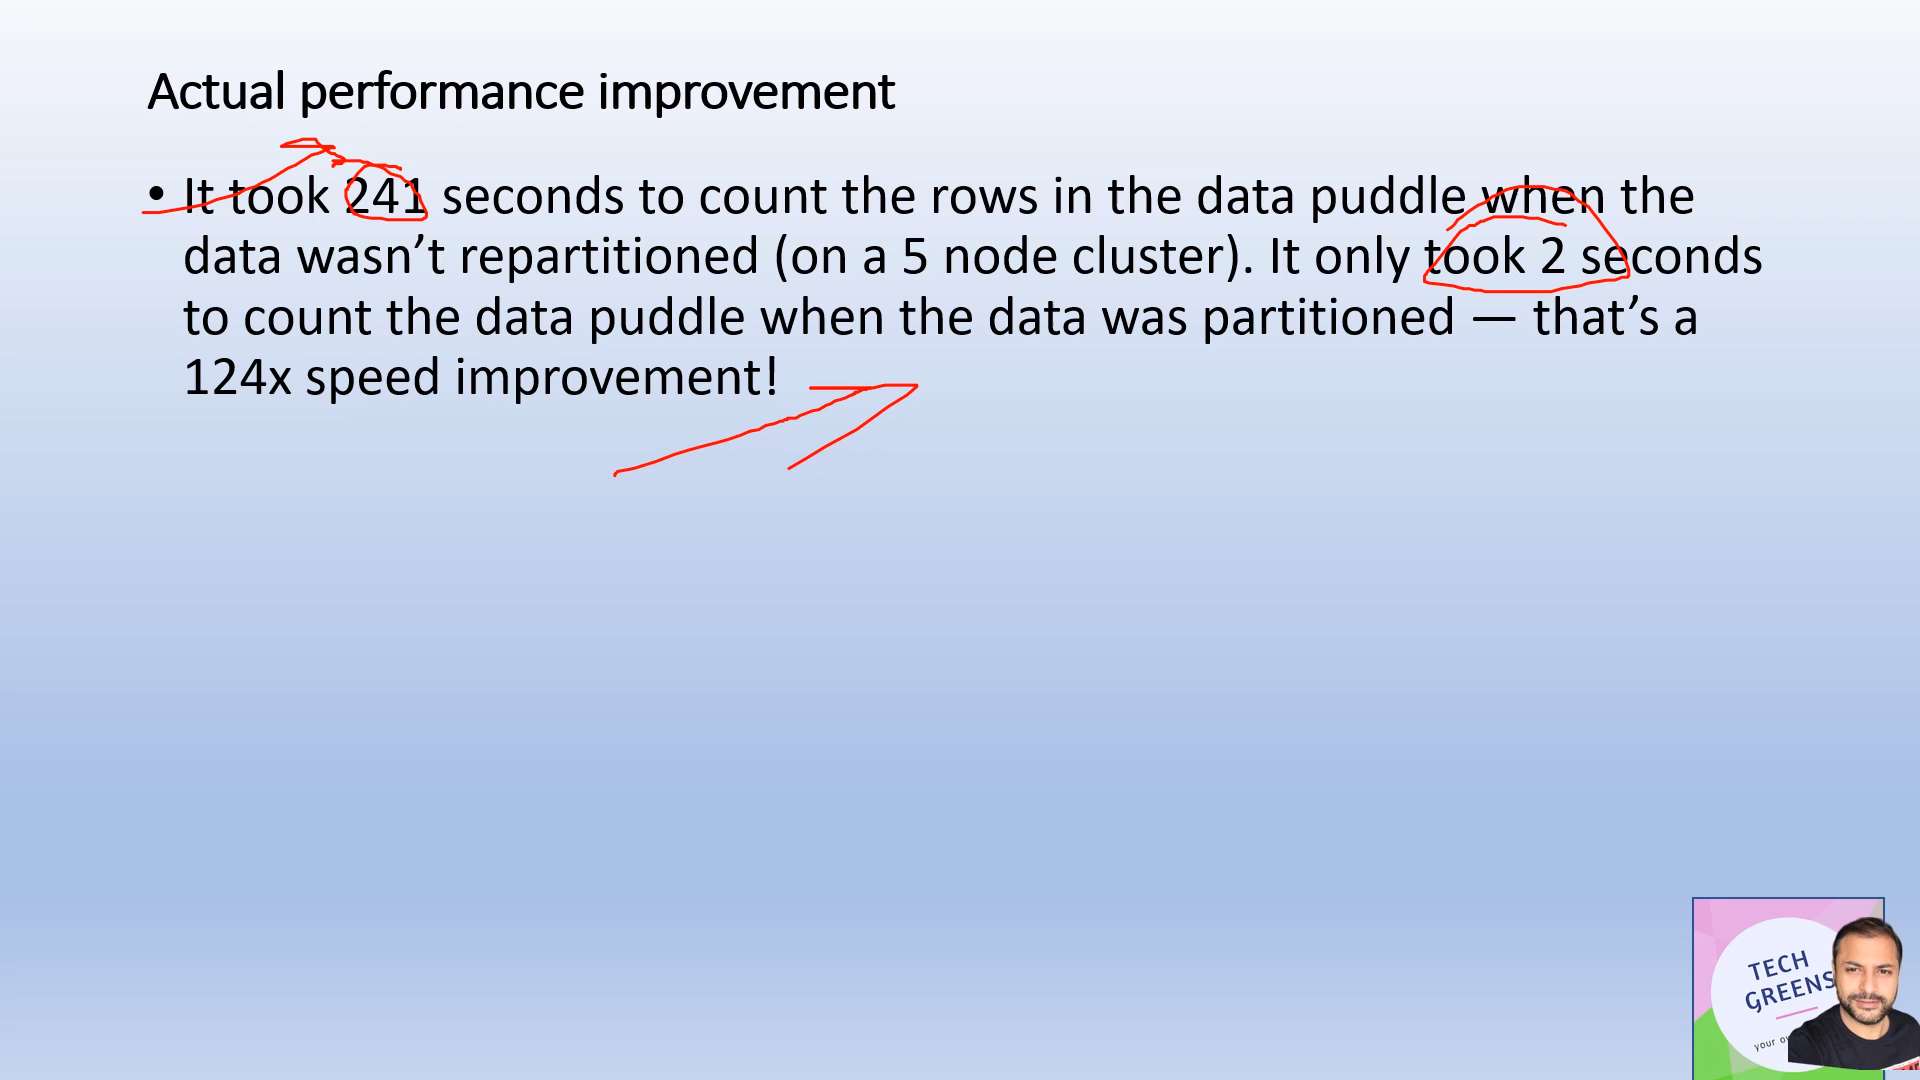 Actual performance improvement
• It took 241 seconds to count the rows in the data puddle when the
data wasn’t repartitioned (on a 5 node cluster). It only took 2 seconds
to count the data puddle when the data was partitioned — that’s a
124x speed improvement!
TECH
GREENS
your